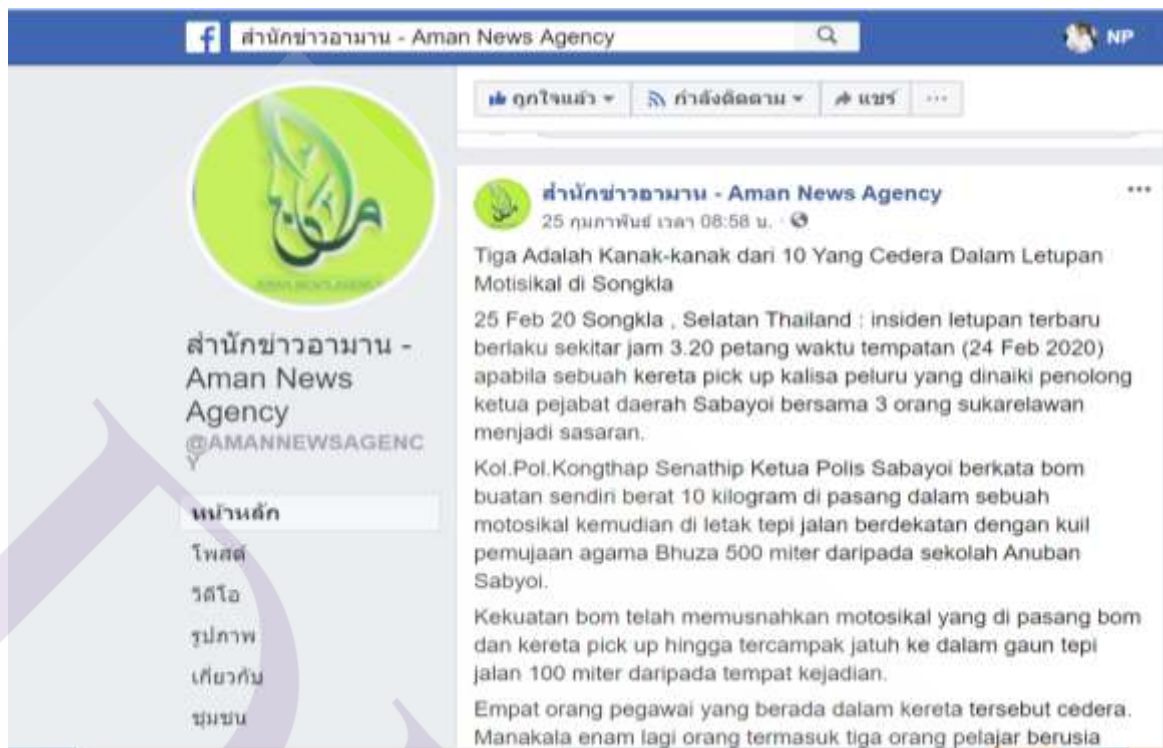 สำนักข่าวอามาน - Aman News Agency
NP
ถูกใจแล้ว
กำลังติดตาม
แชร์
สำนักข่าวอามาน - Aman News Agency
25 กุมภาพันธ์ เวลา 08:58 น.
Tiga Adalah Kanak-kanak dari 10 Yang Cedera Dalam Letupan
Motisikal di Songkla
25 Feb 20 Songkla , Selatan Thailand : insiden letupan terbaru
berlaku sekitar jam 3.20 petang waktu tempatan (24 Feb 2020)
apabila sebuah kereta pick up kalisa peluru yang dinaiki penolong
ketua pejabat daerah Sabayoi bersama 3 orang sukarelawan
menjadi sasaran.
Kol.Pol.Kongthap Senathip Ketua Polis Sabayoi berkata bom
buatan sendiri berat 10 kilogram di pasang dalam sebuah
motosikal kemudian di letak tepi jalan berdekatan dengan kuil
pemujaan agama Bhuza 500 miter daripada sekolah Anuban
Sabyoi.
Kekuatan bom telah memusnahkan motosikal yang di pasang bom
dan kereta pick up hingga tercampak jatuh ke dalam gaun tepi
jalan 100 miter daripada tempat kejadian.
Empat orang pegawai yang berada dalam kereta tersebut cedera.
Manakala enam lagi orang termasuk tiga orang pelajar berusia
AMAN NEWS AGENCY
สำนักข่าวอามาน -
Aman News
Agency
@AMANNEWSAGENC
Y
หน้าหลัก
โพสต์
วิดีโอ
รูปภาพ
เกี่ยวกับ
ชุมชน